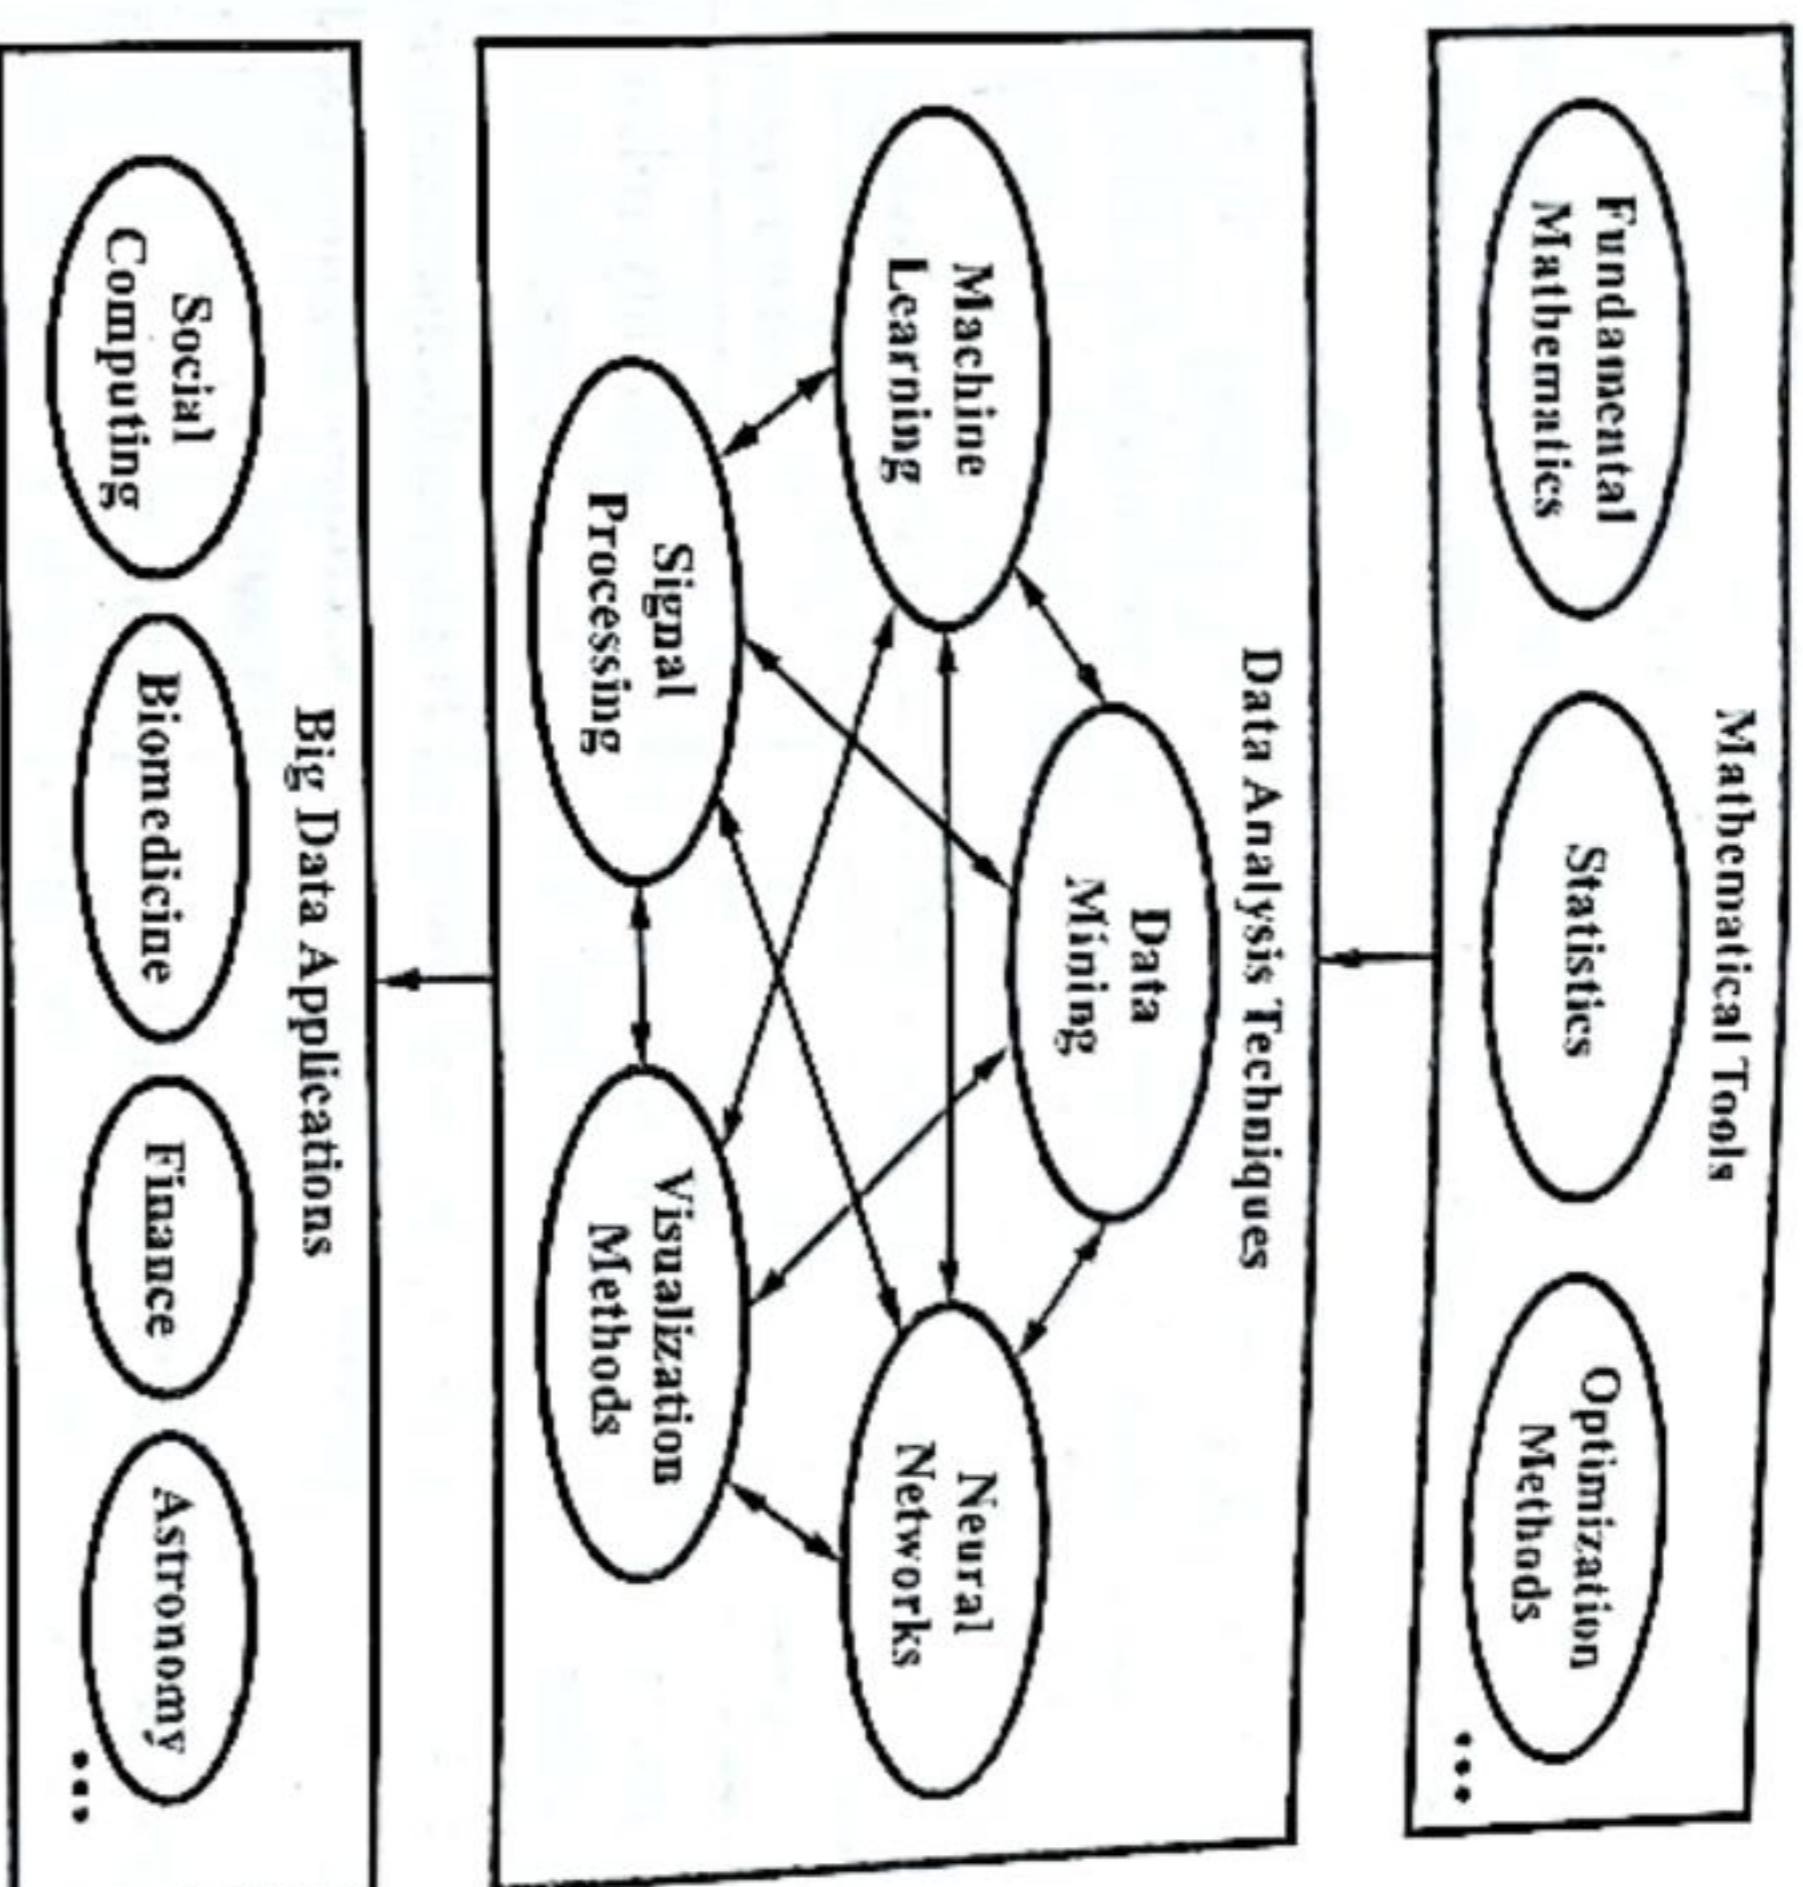 Mathematical Tools
Fundamental
Mathematics
Statistics
Optimization
Methods
...
Data Analysis Techniques
Data
Mining
Machine
Learning
Neural
Networks
Signal
Processing
Visualization
Methods
Big Data Applications
Social
Computing
Biomedicine
Finance
Astronomy
...